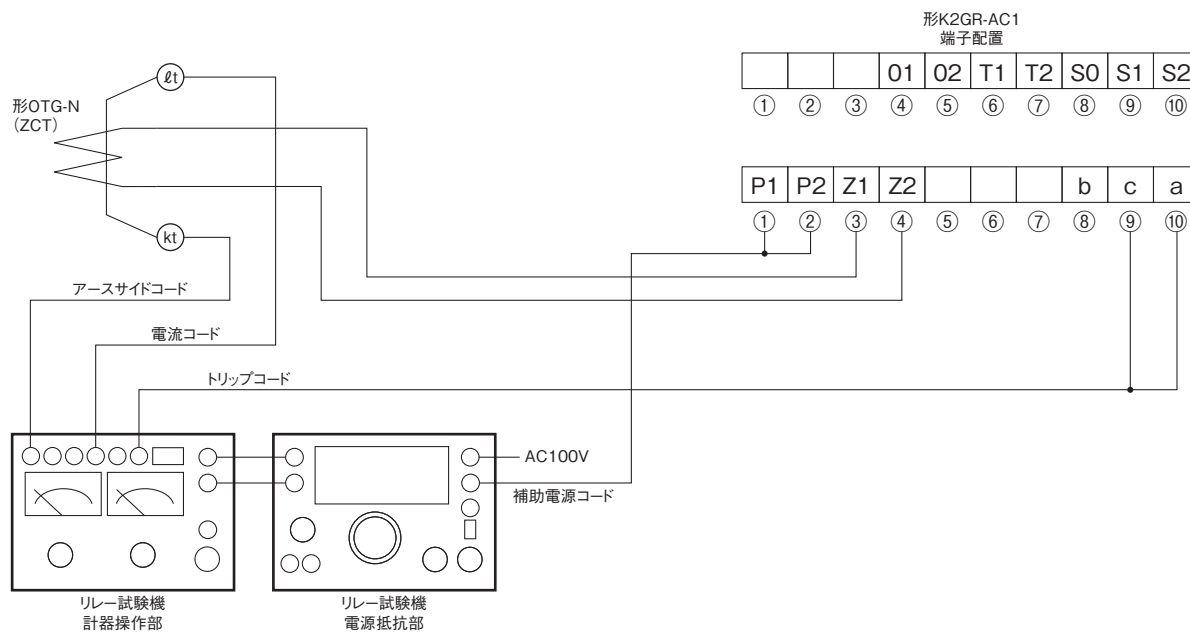 形K2GR-AC1
端子配置
01 02 T1 T2 S0 S1 S2
① ② ③ ④ ⑤ ⑥ ⑦ ⑧ ⑨ ⑩
P1 P2 Z1 Z2 b c a
① ② ③ ④ ⑤ ⑥ ⑦ ⑧ ⑨ ⑩
ℓt
形OTG-N
(ZCT)
kt
アースサイドコード
電流コード
トリップコード
AC100V
補助電源コード
リレー試験機
計器操作部
リレー試験機
電源抵抗部